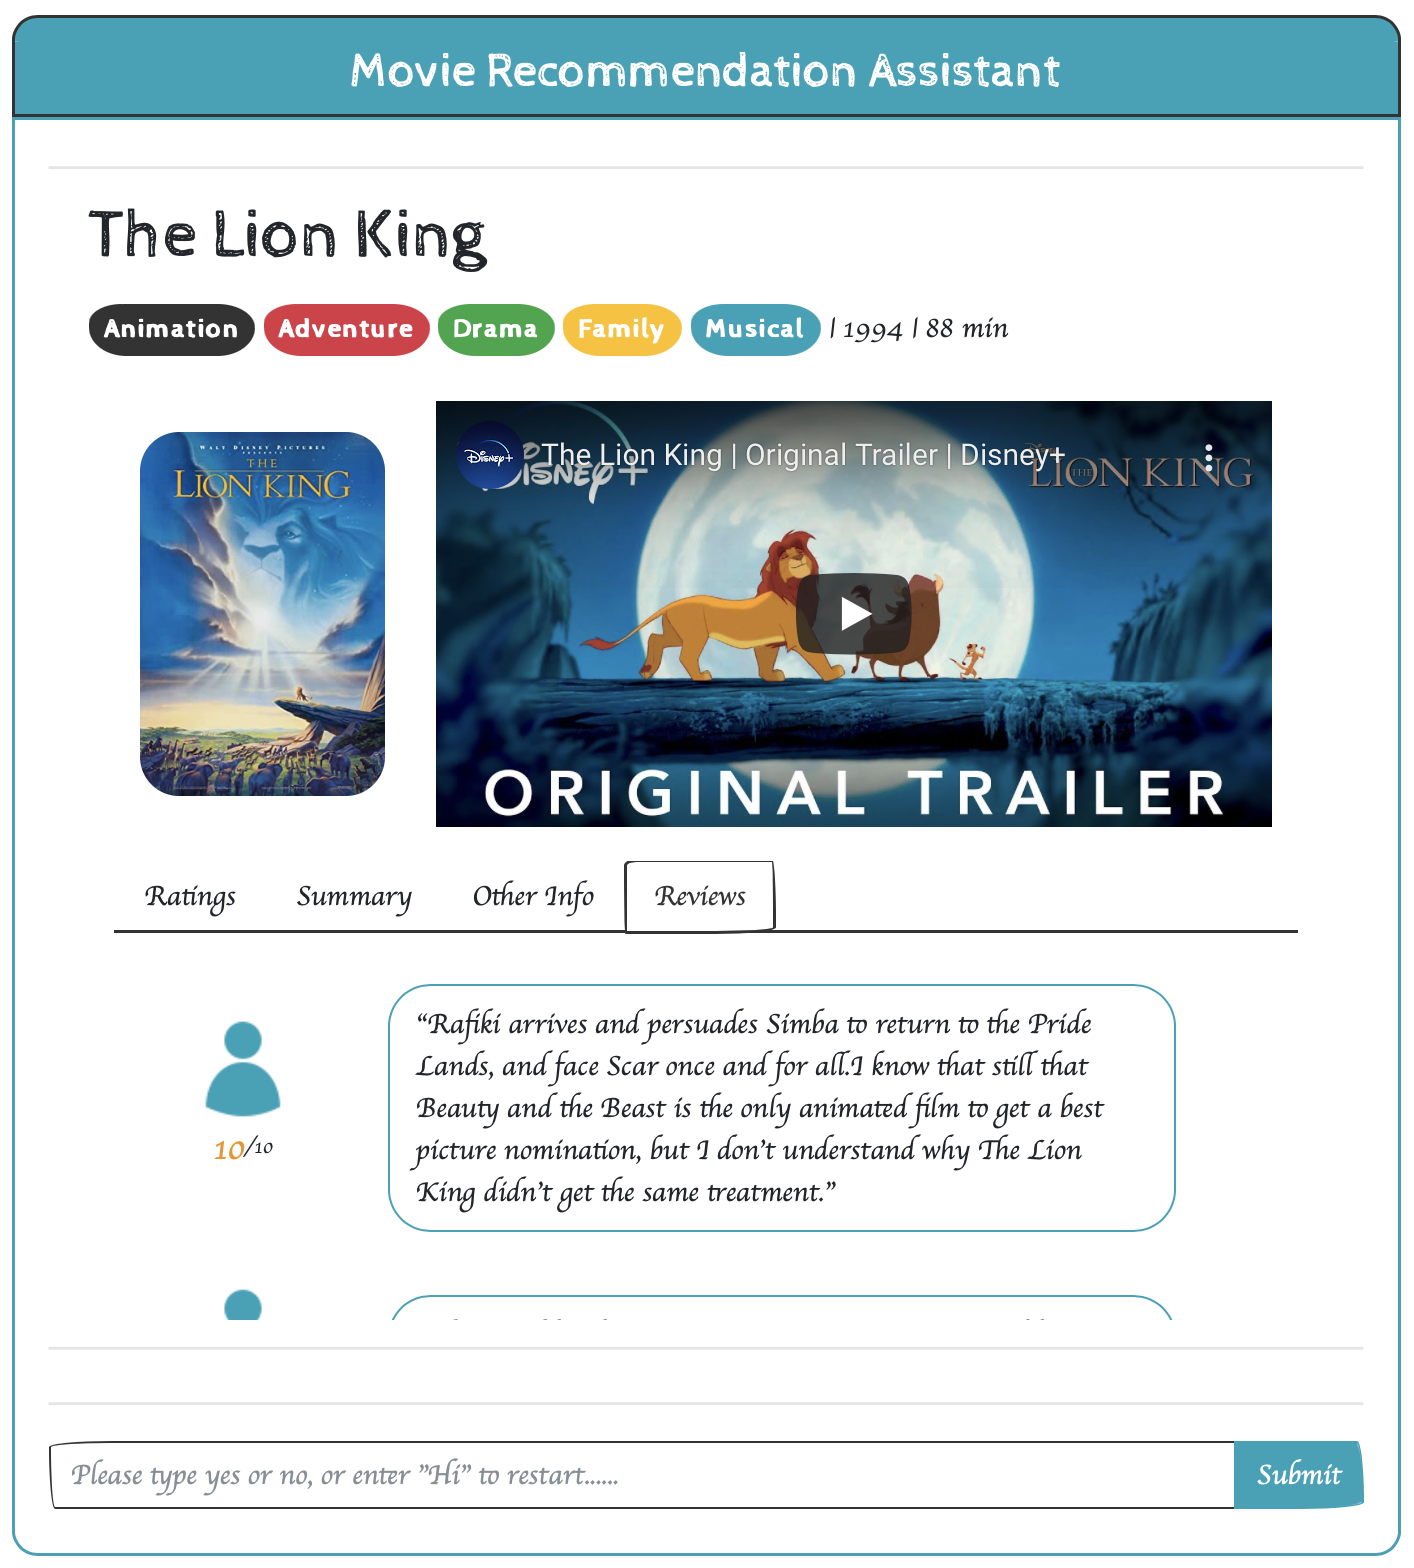 Movie Recommendation Assistant
The Lion King
Animation Adventure Drama Family Musical | 1994 | 88 min
WALT DISNEY PICTURES
PRESENTS
THE
LION KING
Disney+
The Lion King | Original Trailer | Disney+
DISNEY+
THE LION KING
ORIGINAL TRAILER
Ratings Summary Other Info Reviews
“Rafiki arrives and persuades Simba to return to the Pride
Lands, and face Scar once and for all.I know that still that
Beauty and the Beast is the only animated film to get a best
picture nomination, but I don't understand why The Lion
King didn't get the same treatment.”
10/10
Please type yes or no, or enter "Hi" to restart......
Submit